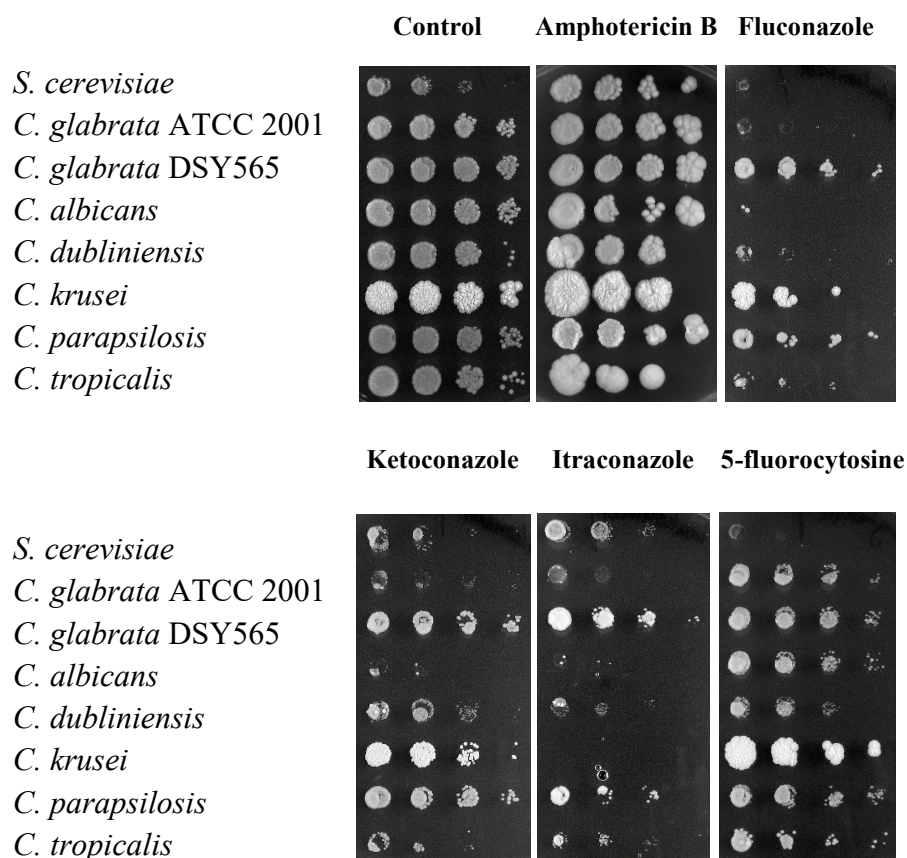 Control Amphotericin B Fluconazole
S. cerevisiae
C. glabrata ATCC 2001
C. glabrata DSY565
C. albicans
C. dubliniensis
C. krusei
C. parapsilosis
C. tropicalis
Ketoconazole Itraconazole 5-fluorocytosine
S. cerevisiae
C. glabrata ATCC 2001
C. glabrata DSY565
C. albicans
C. dubliniensis
C. krusei
C. parapsilosis
C. tropicalis